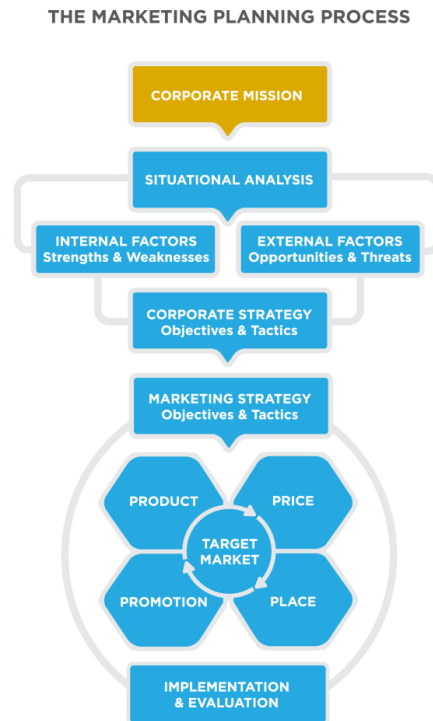 THE MARKETING PLANNING PROCESS
CORPORATE MISSION
SITUATIONAL ANALYSIS
INTERNAL FACTORS
Strengths & Weaknesses
EXTERNAL FACTORS
Opportunities & Threats
CORPORATE STRATEGY
Objectives & Tactics
MARKETING STRATEGY
Objectives & Tactics
PRODUCT
PRICE
TARGET
MARKET
PROMOTION
PLACE
IMPLEMENTATION
& EVALUATION